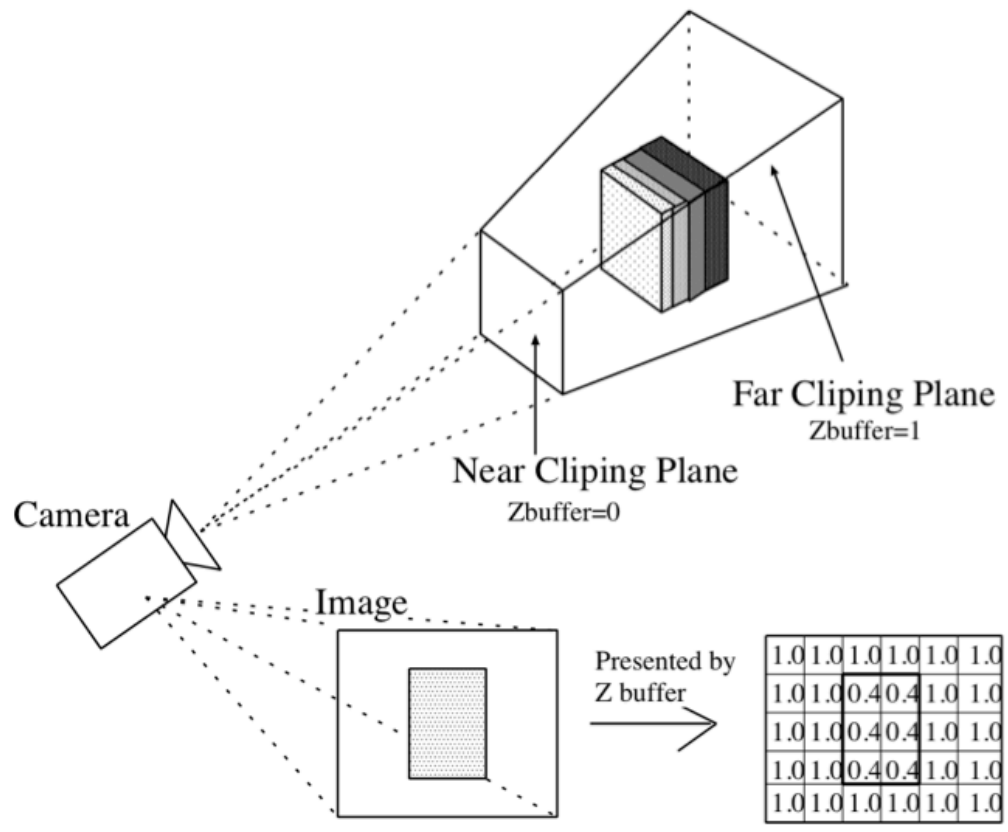 Far Cliping Plane
Zbuffer=1
Near Cliping Plane
Zbuffer=0
Camera
Image
Presented by
Z buffer
1.0 1.0 1.0 1.0 1.0 1.0
1.0 1.0 0.4 0.4 1.0 1.0
1.0 1.0 0.4 0.4 1.0 1.0
1.0 1.0 0.4 0.4 1.0 1.0
1.0 1.0 1.0 1.0 1.0 1.0